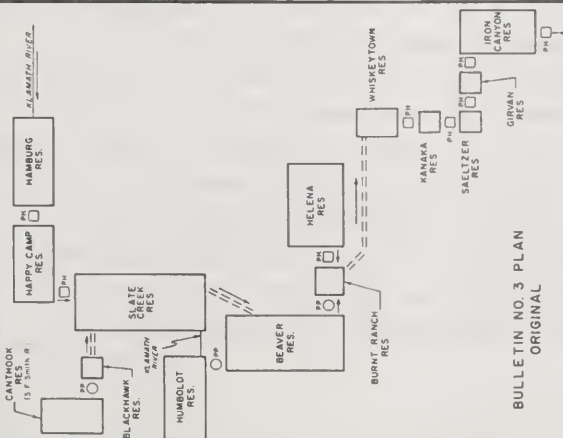 KLAMATH RIVER
HAMBURG
RES.
PH
HAPPY CAMP
RES.
PH
CANTHOOK
RES
(S F Smith R)
PP
BLACKHAWK
RES.
SLATE
CREEK
RES
KLAMATH
RIVER
HUMBOLDT
RES.
PP
BEAVER
RES.
PP
HELENA
RES
PH
BURNT RANCH
RES
WHISKEYTOWN
RES
PH
KANAKA
RES
PH
SAELTZER
RES
PH
GIRVAN
RES
PH
IRON
CANYON
RES
PH
BULLETIN NO. 3 PLAN
ORIGINAL